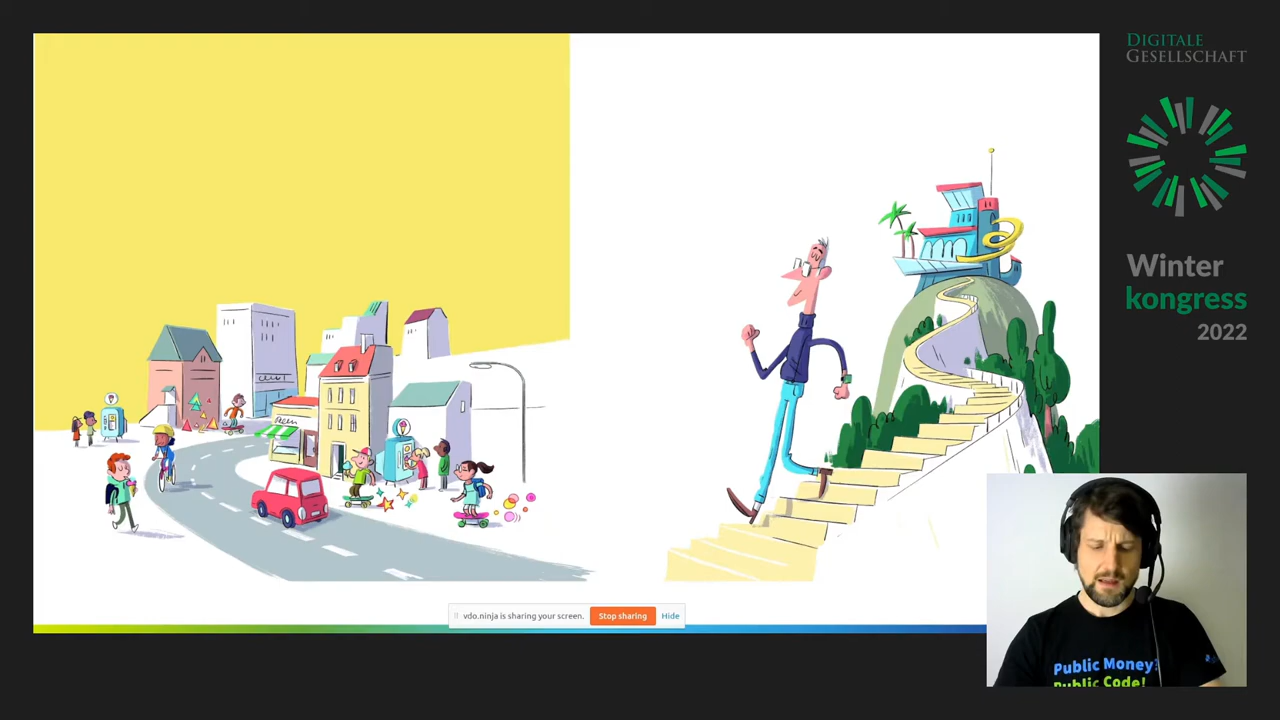 DIGITALE
GESELLSCHAFT
Winter
kongress
2022
vdo.ninja is sharing your screen.
Stop sharing
Hide
Public Money?
Public Code!